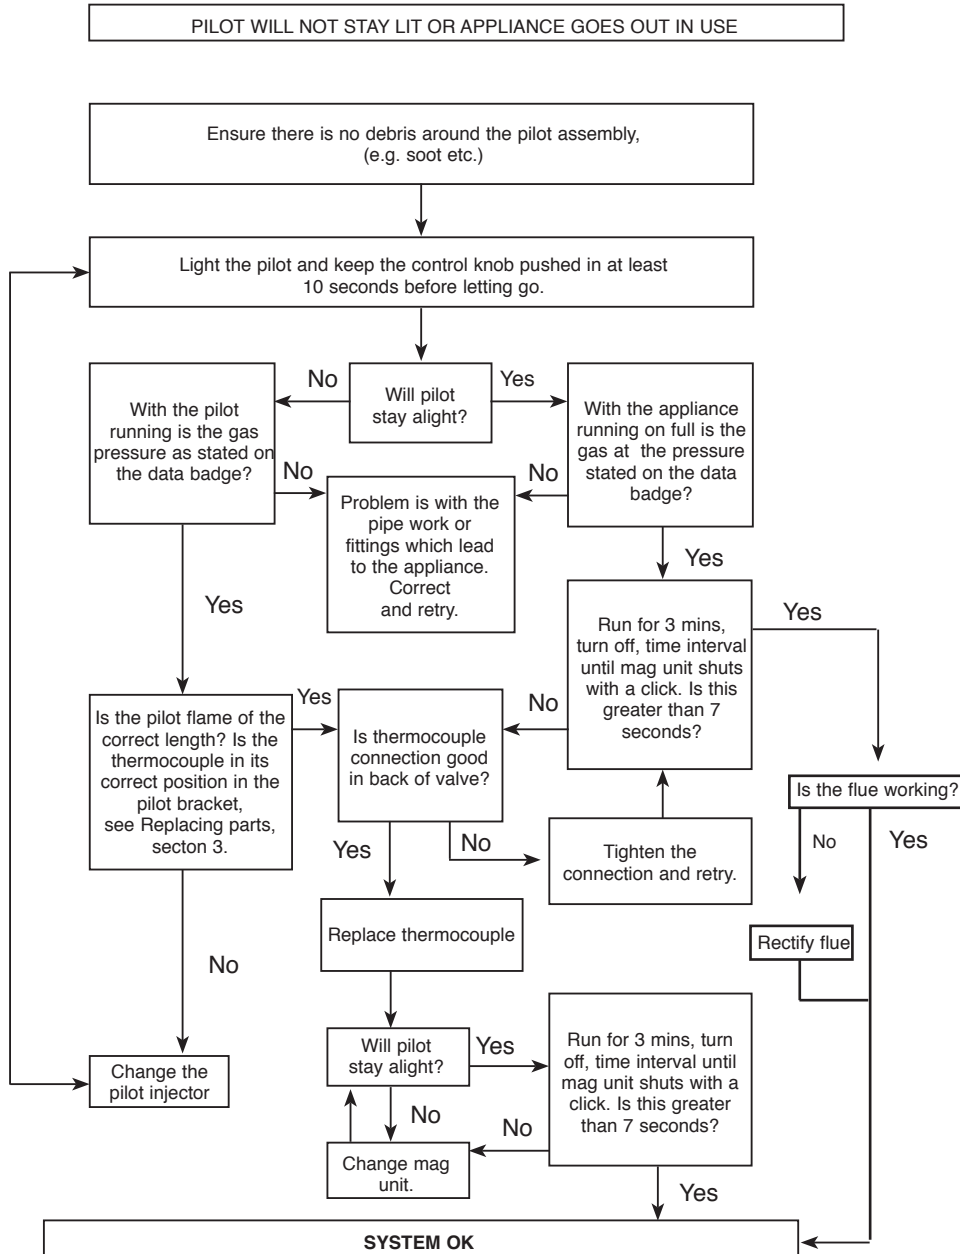 PILOT WILL NOT STAY LIT OR APPLIANCE GOES OUT IN USE
Ensure there is no debris around the pilot assembly,
(e.g. soot etc.)
Light the pilot and keep the control knob pushed in at least
10 seconds before letting go.
No
Will pilot
stay alight?
Yes
With the pilot
running is the gas
pressure as stated on
the data badge?
With the appliance
running on full is the
gas at the pressure
stated on the data
badge?
No
No
Problem is with the
pipe work or
fittings which lead
to the appliance.
Correct
and retry.
Yes
Yes
Run for 3 mins,
turn off, time interval
until mag unit shuts
with a click. Is this
greater than 7
seconds?
Yes
Is the pilot flame of the
correct length? Is the
thermocouple in its
correct position in the
pilot bracket,
see Replacing parts,
secton 3.
Yes
Is thermocouple
connection good
in back of valve?
No
Is the flue working?
Yes
No
Tighten the
connection and retry.
No
Yes
Replace thermocouple
Rectify flue
No
Will pilot
stay alight?
Yes
Run for 3 mins, turn
off, time interval until
mag unit shuts with a
click. Is this greater
than 7 seconds?
Change the
pilot injector
No
No
Change mag
unit.
Yes
SYSTEM OK